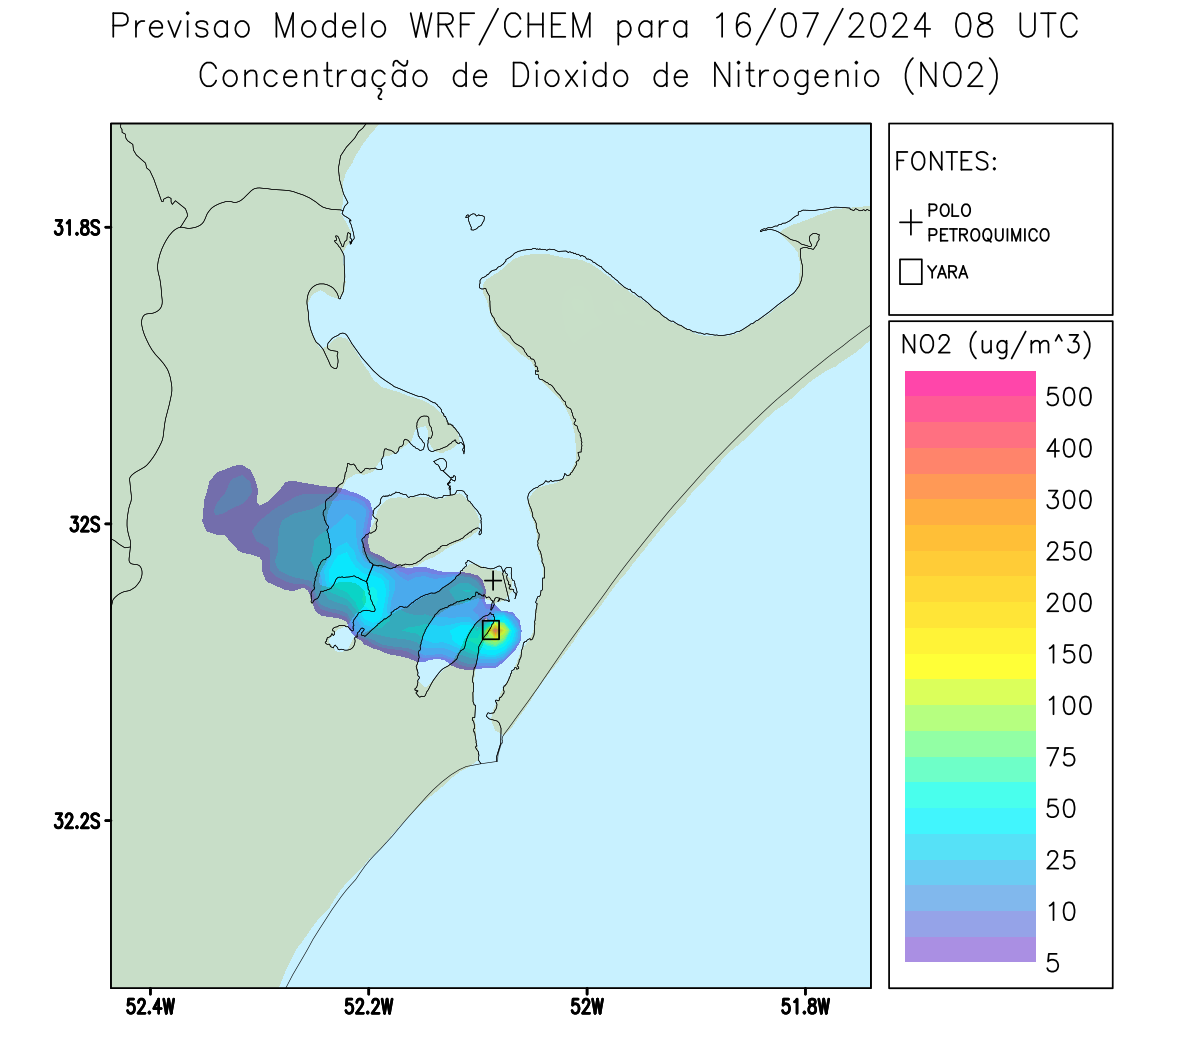 Previsao Modelo WRF/CHEM para 16/07/2024 08 UTC
Concentração de Dioxido de Nitrogenio (NO2)
FONTES:
POLO
PETROQUIMICO
YARA
31.8S
32S
32.2S
52.4W
52.2W
52W
51.8W
NO2 (ug/m^3)
500
400
300
250
200
150
100
75
50
25
10
5